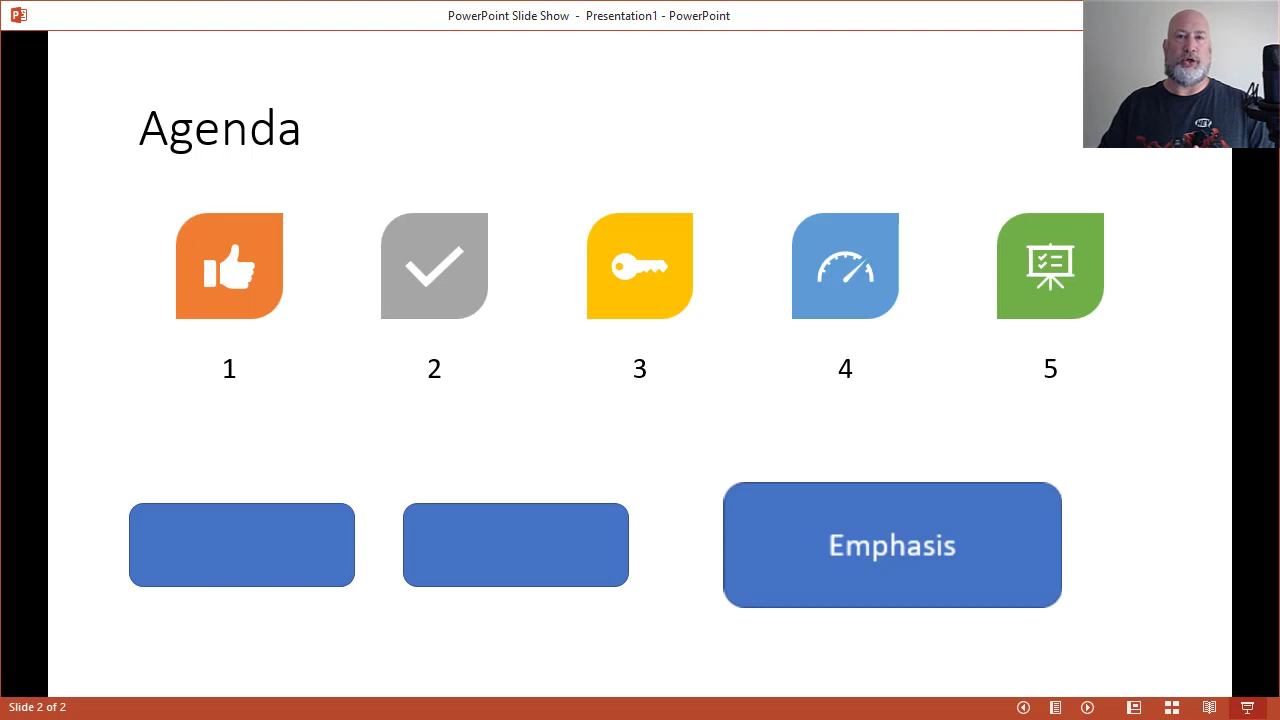 PowerPoint Slide Show - Presentation1 - PowerPoint
Agenda
1 2 3 4 5
Emphasis
Slide 2 of 2